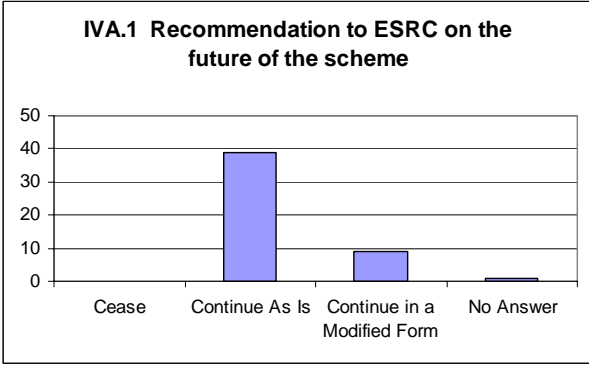 IVA.1 Recommendation to ESRC on the
future of the scheme
50
40
30
20
10
0
Cease Continue As Is Continue in a Modified Form No Answer